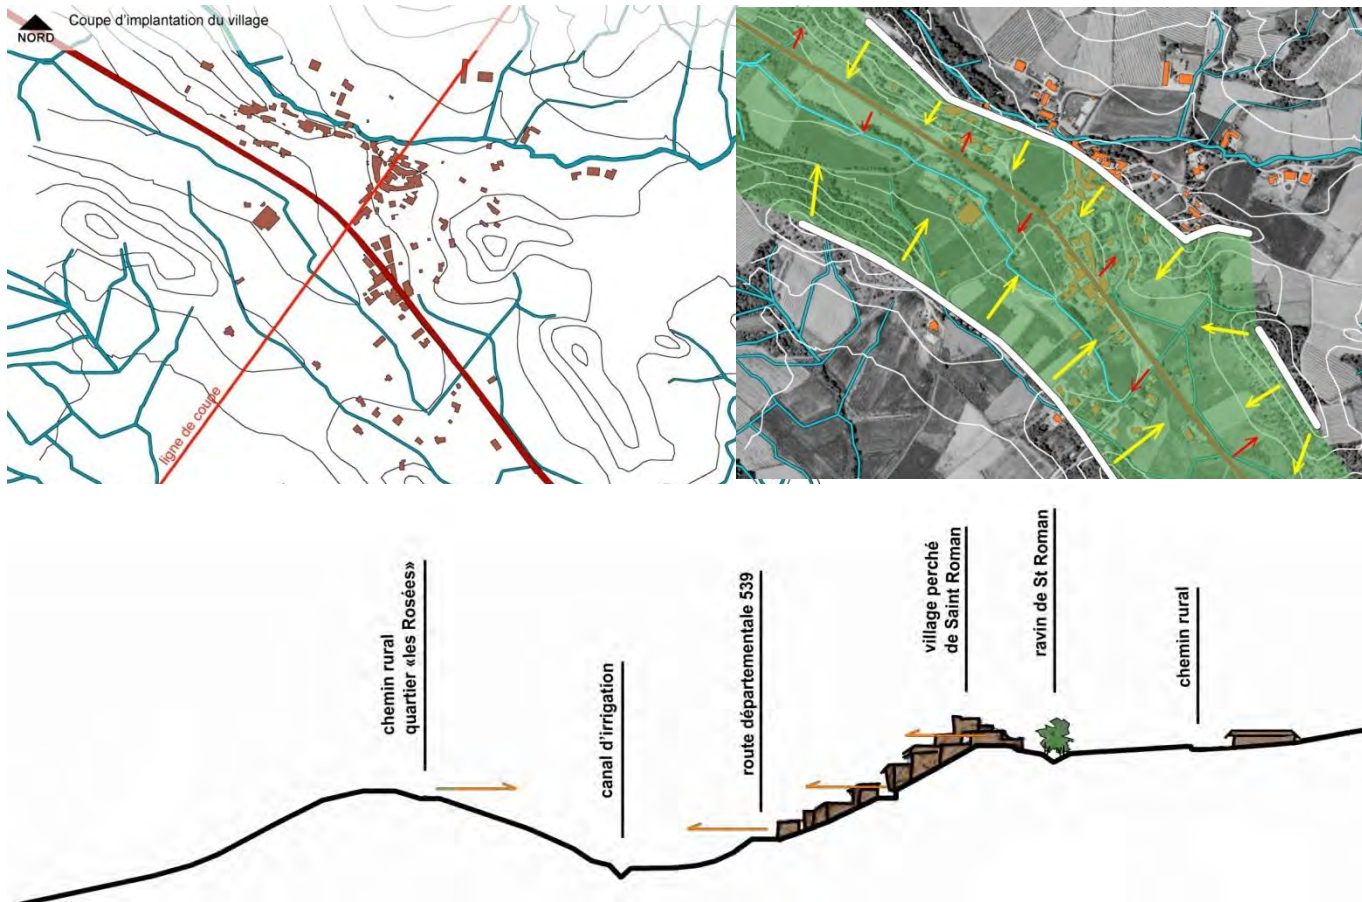 Coupe d'implantation du village
NORD
ligne de coupe
chemin rural
quartier «les Rosées»
canal d'irrigation
route départementale 539
village perché
de Saint Roman
ravin de St Roman
chemin rural